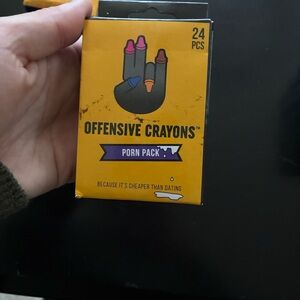 24
PCS
OFFENSIVE CRAYONS™
PORN PACK
BECAUSE IT'S CHEAPER THAN DATING